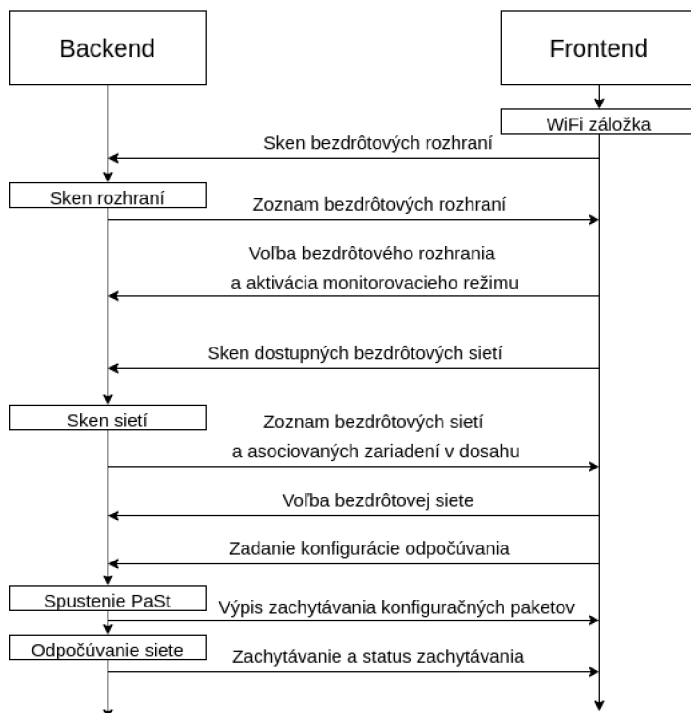 Backend
Frontend
WiFi záložka
Sken bezdrôtových rozhraní
Sken rozhraní
Zoznam bezdrôtových rozhraní
Voľba bezdrôtového rozhrania
a aktivácia monitorovacieho režimu
Sken dostupných bezdrôtových sietí
Sken sietí
Zoznam bezdrôtových sietí
a asociovaných zariadení v dosahu
Voľba bezdrôtovej siete
Zadanie konfigurácie odpočúvania
Spustenie PaSt
Výpis zachytávania konfiguračných paketov
Odpočúvanie siete
Zachytávanie a status zachytávania